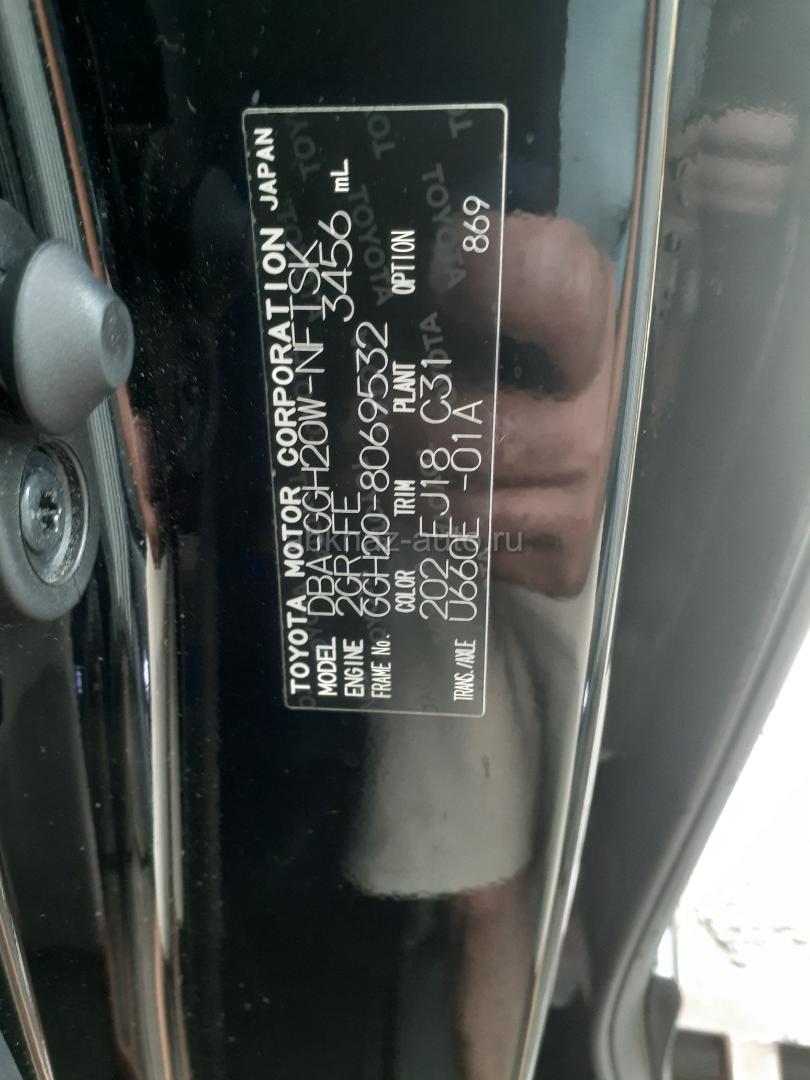 TOYOTA MOTOR CORPORATION JAPAN
MODEL DBA-GGH20W-NFTSK
ENGINE 2GR-FE 3456 mL
FRAME No. GGH20-8069532
COLOR TRIM PLANT OPTION
202 FJ18 C31
TRANS./AXLE U660E -01A 869